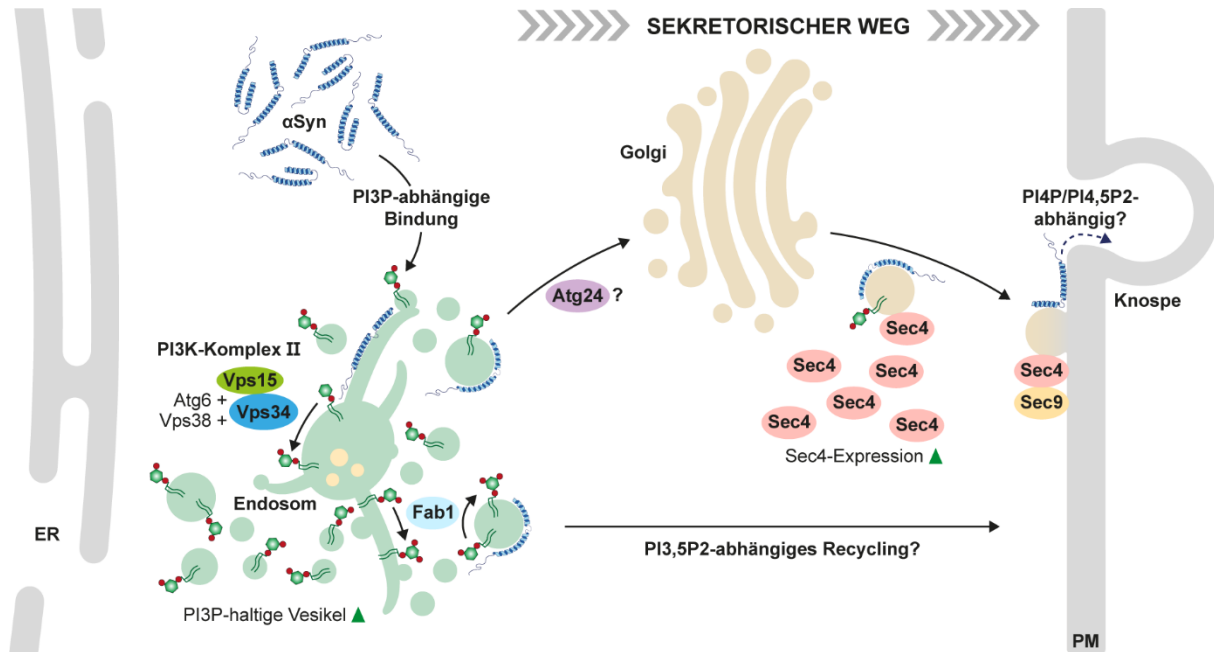 SEKRETORISCHER WEG
αSyn
Golgi
PI3P-abhängige
Bindung
PI4P/PI4,5P2-
abhängig?
Atg24 ?
Knospe
Sec4
PI3K-Komplex II
Vps15
Atg6 +
Vps38 +
Vps34
Sec4
Sec4
Sec4
Sec4
Sec4
Sec4
Sec9
Sec4-Expression
Endosom
Fab1
ER
PI3,5P2-abhängiges Recycling?
PI3P-haltige Vesikel
PM